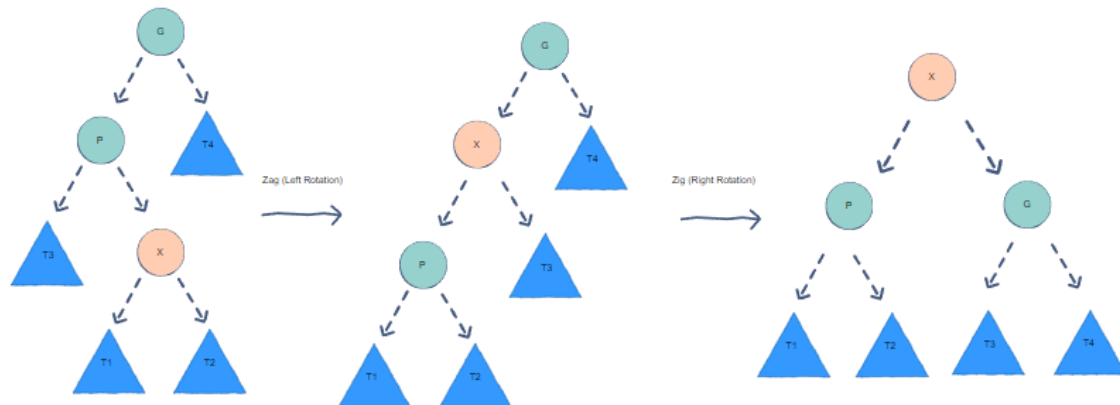 G
P
T4
T3
X
T1
T2
Zag (Left Rotation)
G
X
T4
P
T3
T1
T2
Zig (Right Rotation)
X
P
G
T1
T2
T3
T4